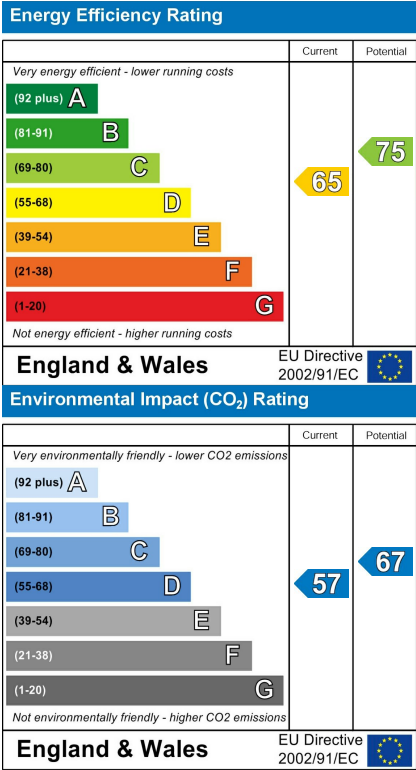 Energy Efficiency Rating
Current Potential
Very energy efficient - lower running costs
(92 plus) A
(81-91) B
(69-80) C
(55-68) D
(39-54) E
(21-38) F
(1-20) G
65
75
Not energy efficient - higher running costs
England & Wales
EU Directive
2002/91/EC
Environmental Impact (CO₂) Rating
Current Potential
Very environmentally friendly - lower CO2 emissions
(92 plus) A
(81-91) B
(69-80) C
(55-68) D
(39-54) E
(21-38) F
(1-20) G
57
67
Not environmentally friendly - higher CO2 emissions
England & Wales
EU Directive
2002/91/EC